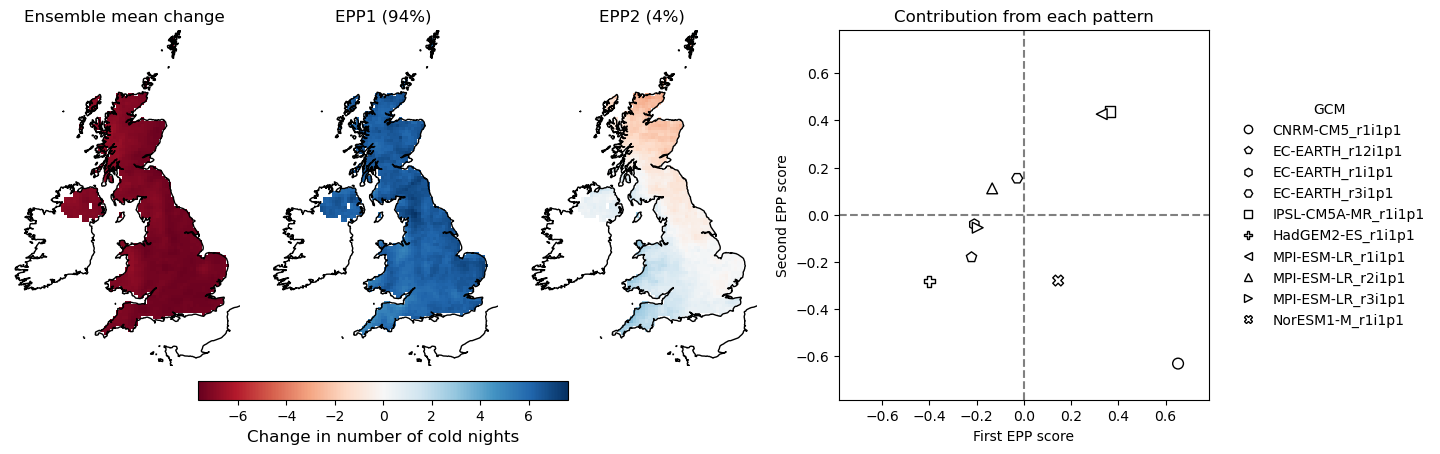 Ensemble mean change
EPP1 (94%)
EPP2 (4%)
Contribution from each pattern
−6 −4 −2 0 2 4 6
Change in number of cold nights
0.6
0.4
0.2
0.0
−0.2
−0.4
−0.6
Second EPP score
−0.6 −0.4 −0.2 0.0 0.2 0.4 0.6
First EPP score
GCM
CNRM-CM5_r1i1p1
EC-EARTH_r12i1p1
EC-EARTH_r1i1p1
EC-EARTH_r3i1p1
IPSL-CM5A-MR_r1i1p1
HadGEM2-ES_r1i1p1
MPI-ESM-LR_r1i1p1
MPI-ESM-LR_r2i1p1
MPI-ESM-LR_r3i1p1
NorESM1-M_r1i1p1